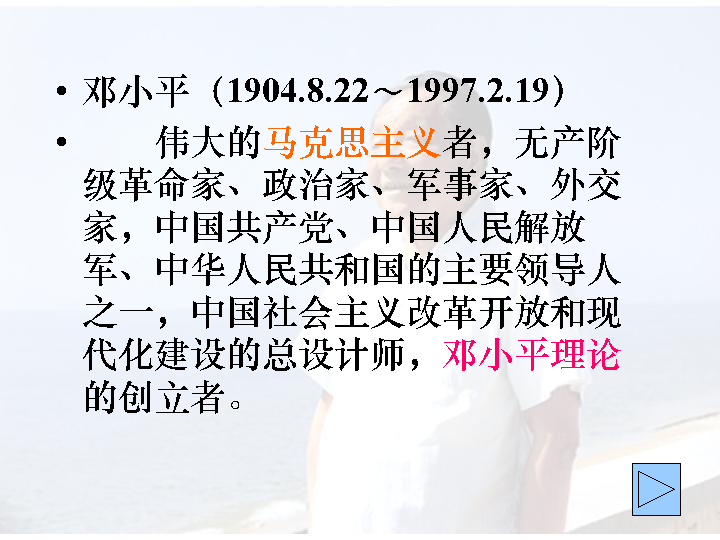 • 邓小平（1904.8.22～1997.2.19）
• 伟大的马克思主义者，无产阶
级革命家、政治家、军事家、外交
家，中国共产党、中国人民解放
军、中华人民共和国的主要领导人
之一，中国社会主义改革开放和现
代化建设的总设计师，邓小平理论
的创立者。